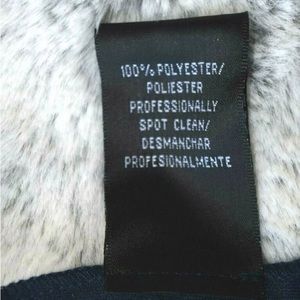 100% POLYESTER/
POLIESTER
PROFESSIONALLY
SPOT CLEAN/
DESMANCHAR
PROFESIONALMENTE